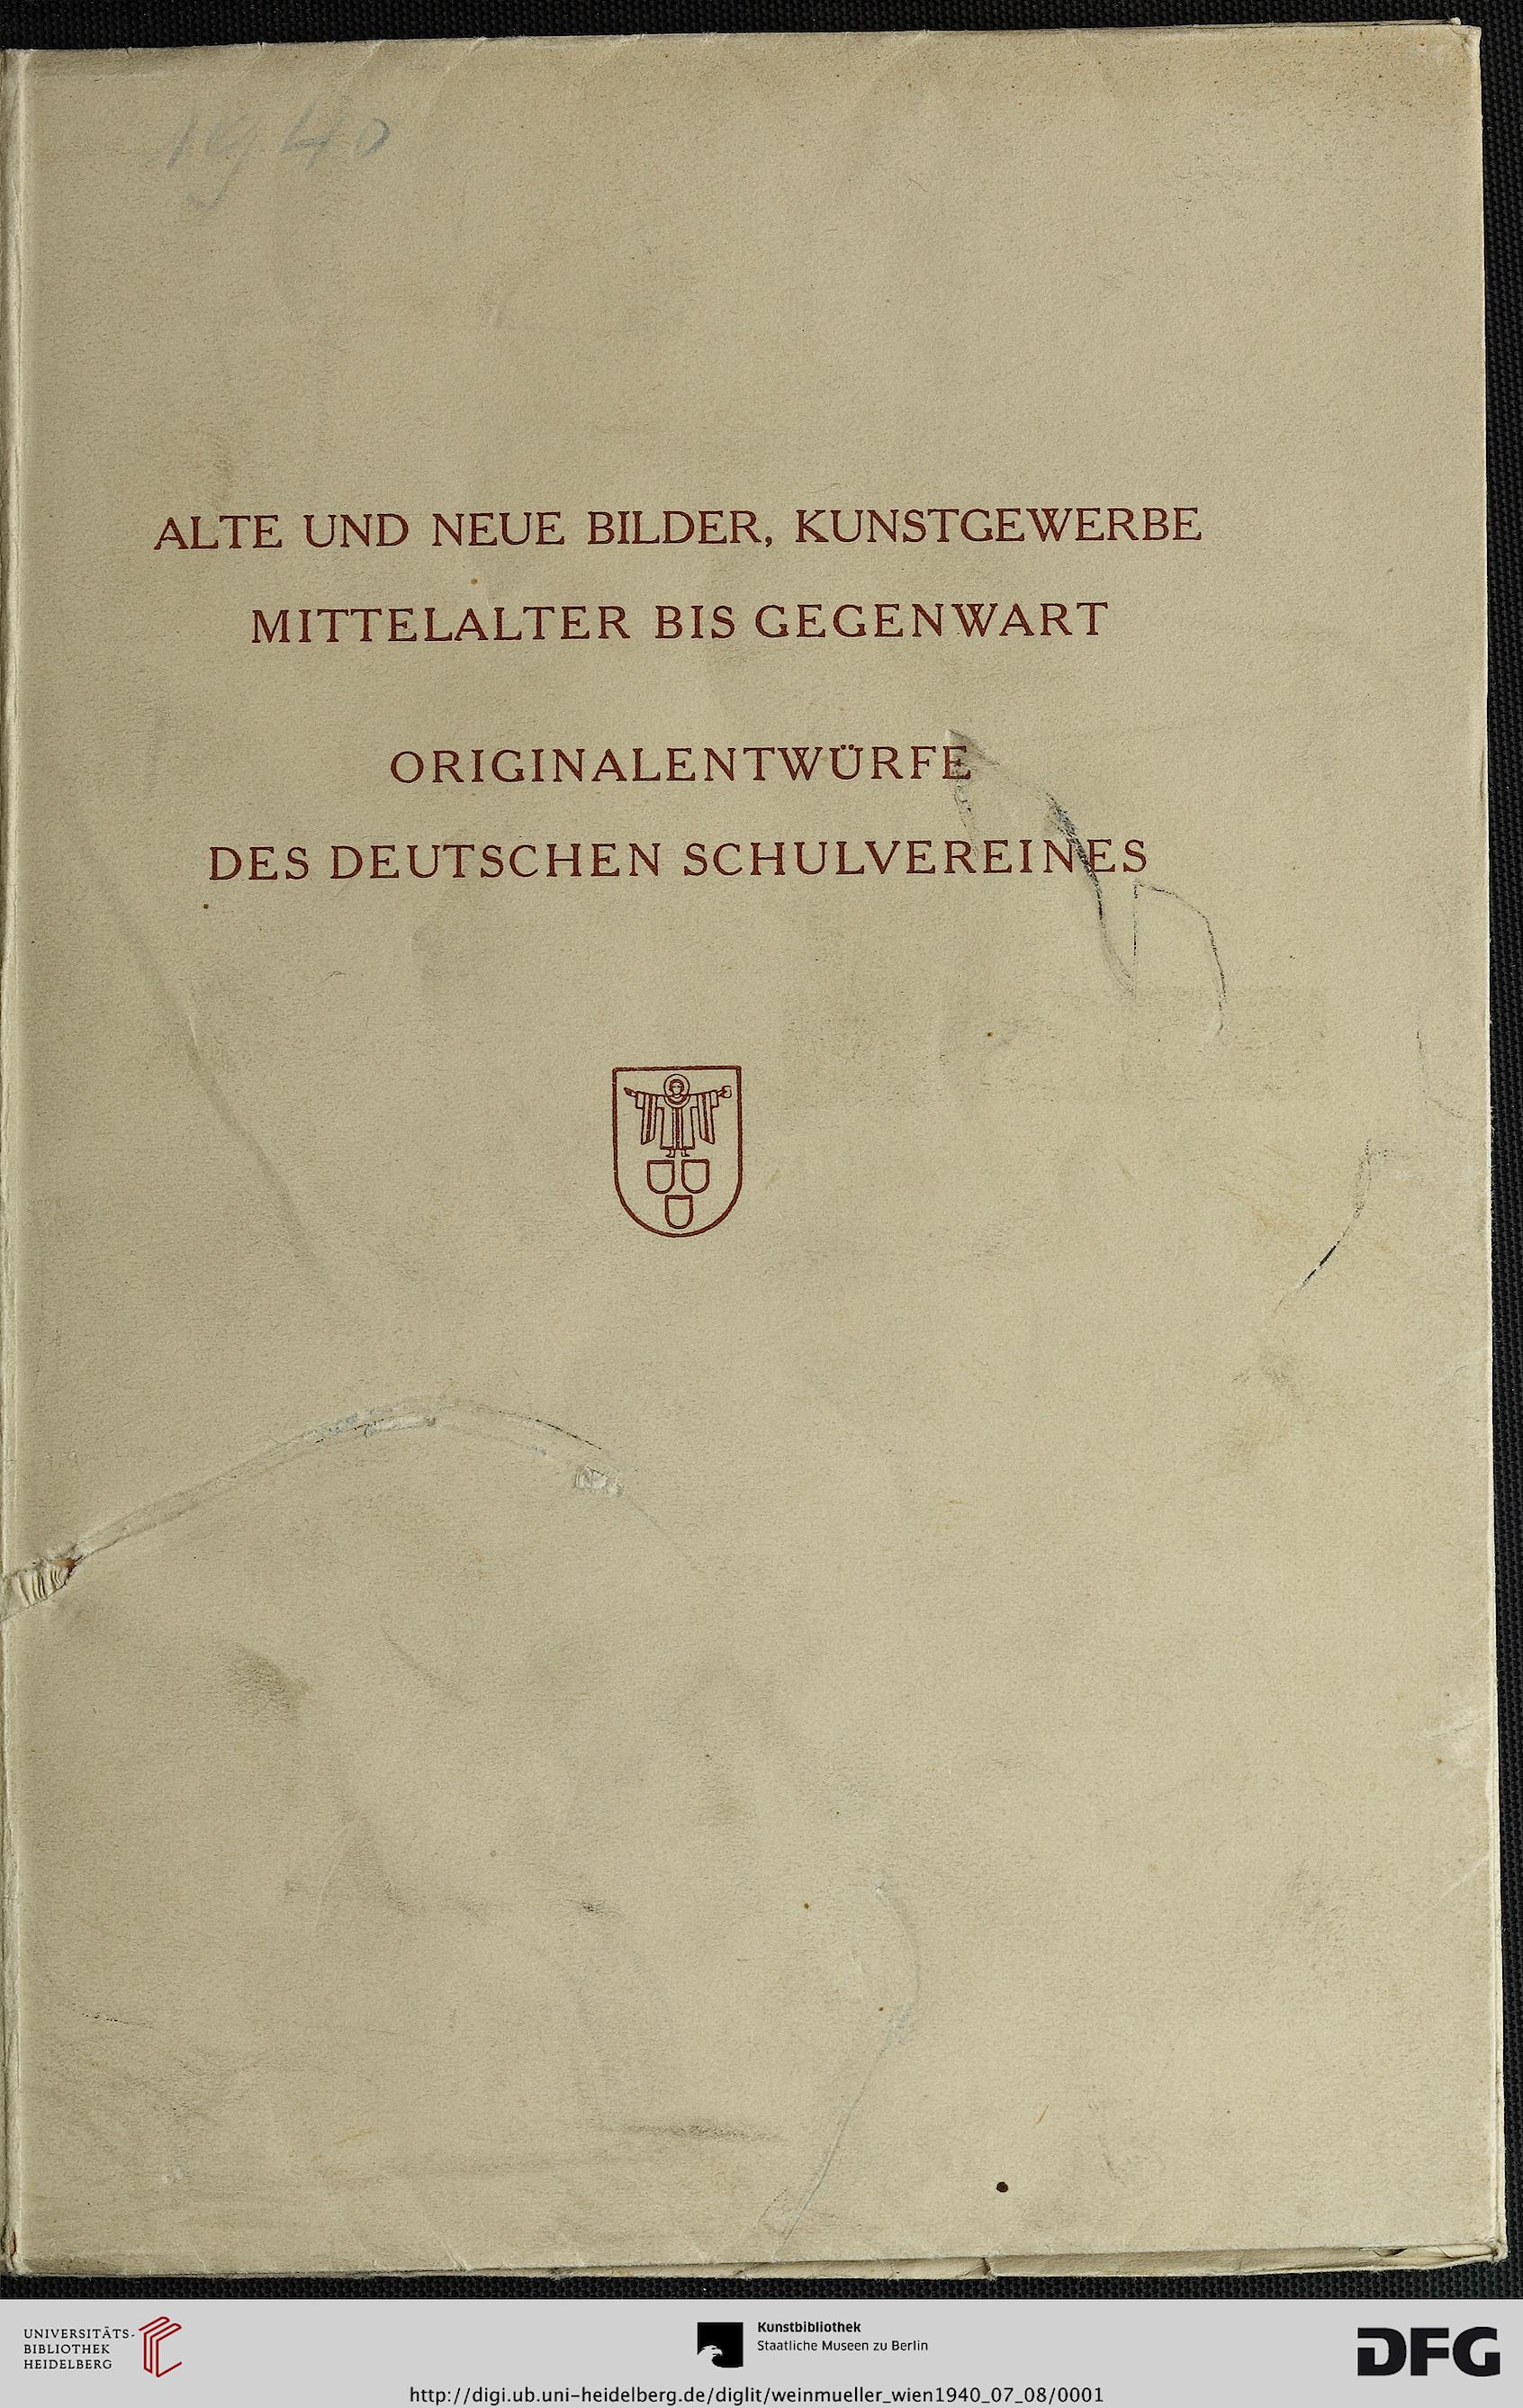 1940
ALTE UND NEUE BILDER, KUNSTGEWERBE
MITTELALTER BIS GEGENWART
ORIGINALENTWÜRFE
DES DEUTSCHEN SCHULVEREINES
UNIVERSITÄTS-
BIBLIOTHEK
HEIDELBERG
Kunstbibliothek
Staatliche Museen zu Berlin
DFG
http://digi.ub.uni-heidelberg.de/diglit/weinmueller_wien1940_07_08/0001